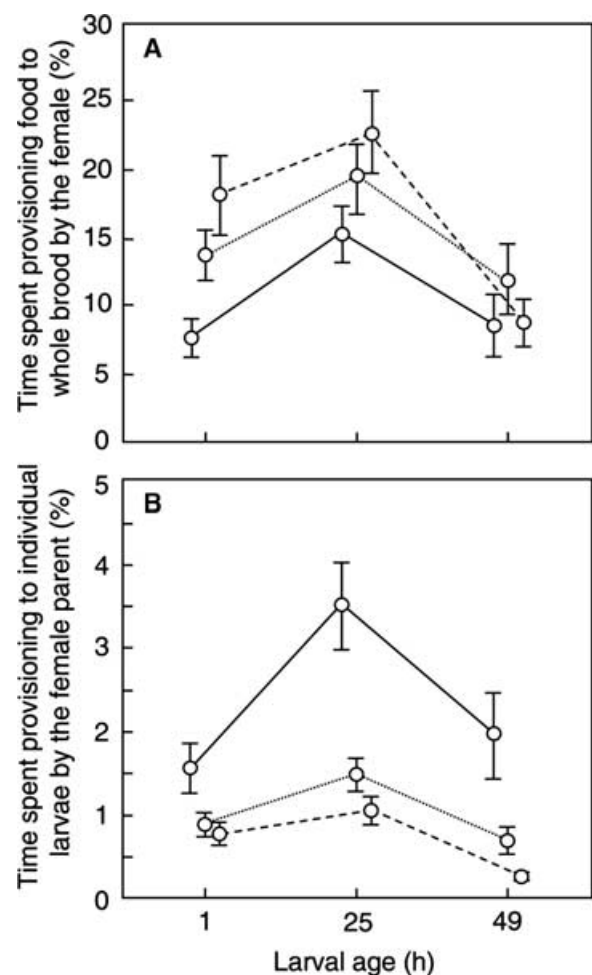 Time spent provisioning food to
whole brood by the female (%)
A
30
25
20
15
10
5
0
Time spent provisioning to individual
larvae by the female parent (%)
B
5
4
3
2
1
0
1 25 49
Larval age (h)